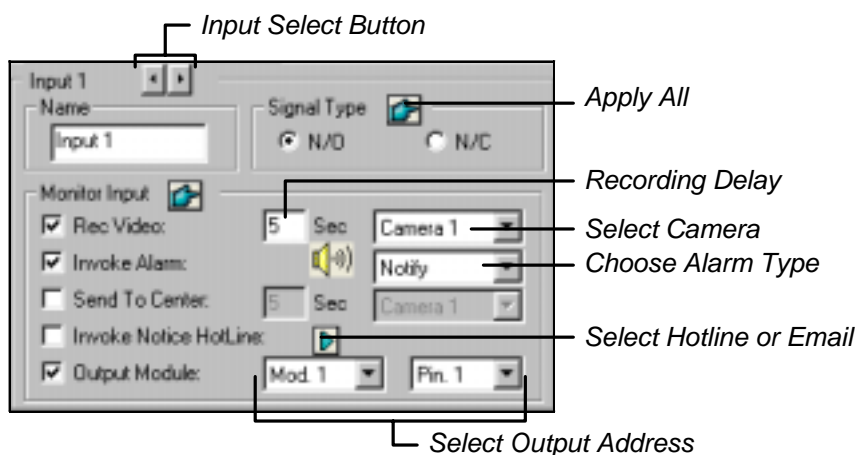 Input Select Button
Input 1
Name
Signal Type
Apply All
Input 1
N/O
N/C
Monitor Input
Recording Delay
Rec Video:
5
Sec
Camera 1
Select Camera
Invoke Alarm:
Notify
Choose Alarm Type
Send To Center:
5
Sec
Camera 1
Invoke Notice HotLine:
Select Hotline or Email
Output Module:
Mod. 1
Pin. 1
Select Output Address